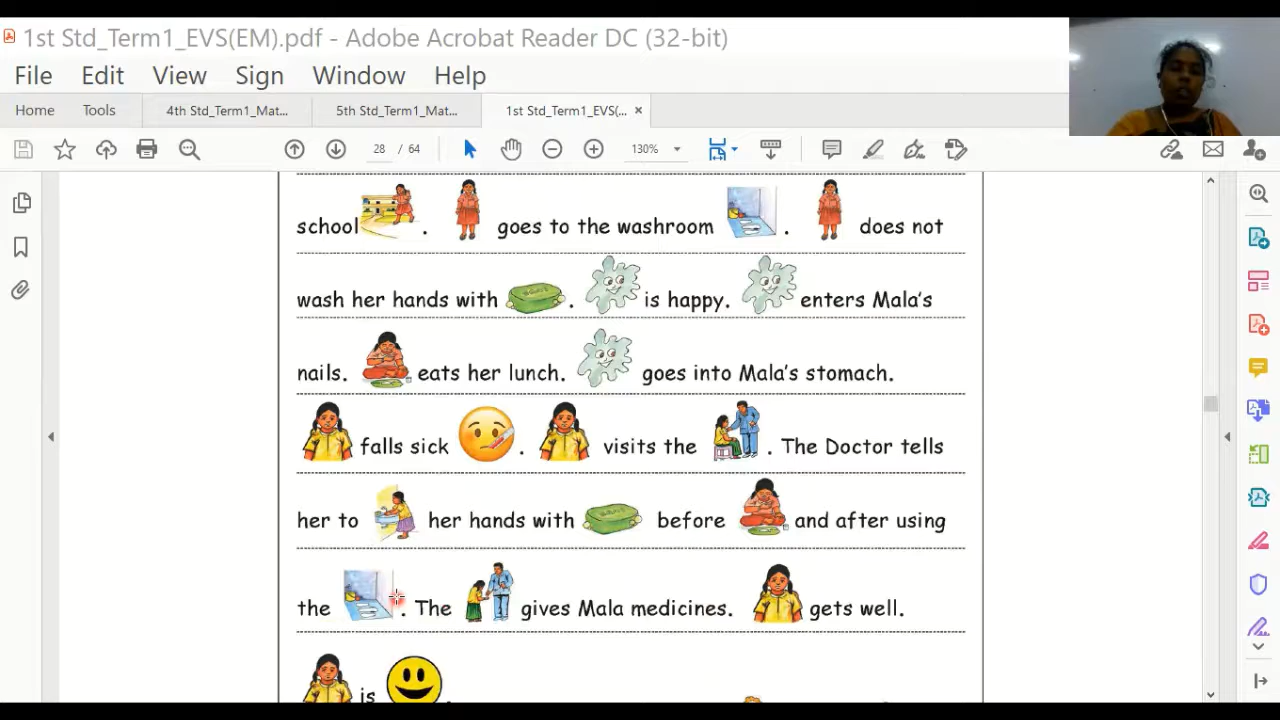 1st Std_Term1_EVS(EM).pdf - Adobe Acrobat Reader DC (32-bit)
File Edit View Sign Window Help
Home Tools 4th Std_Term1_Mat... 5th Std_Term1_Mat... 1st Std_Term1_EVS(... ×
28 / 64 130%
school . goes to the washroom . does not
wash her hands with . is happy. enters Mala's
nails. eats her lunch. goes into Mala's stomach.
falls sick . visits the . The Doctor tells
her to her hands with before and after using
the . The gives Mala medicines. gets well.
is .